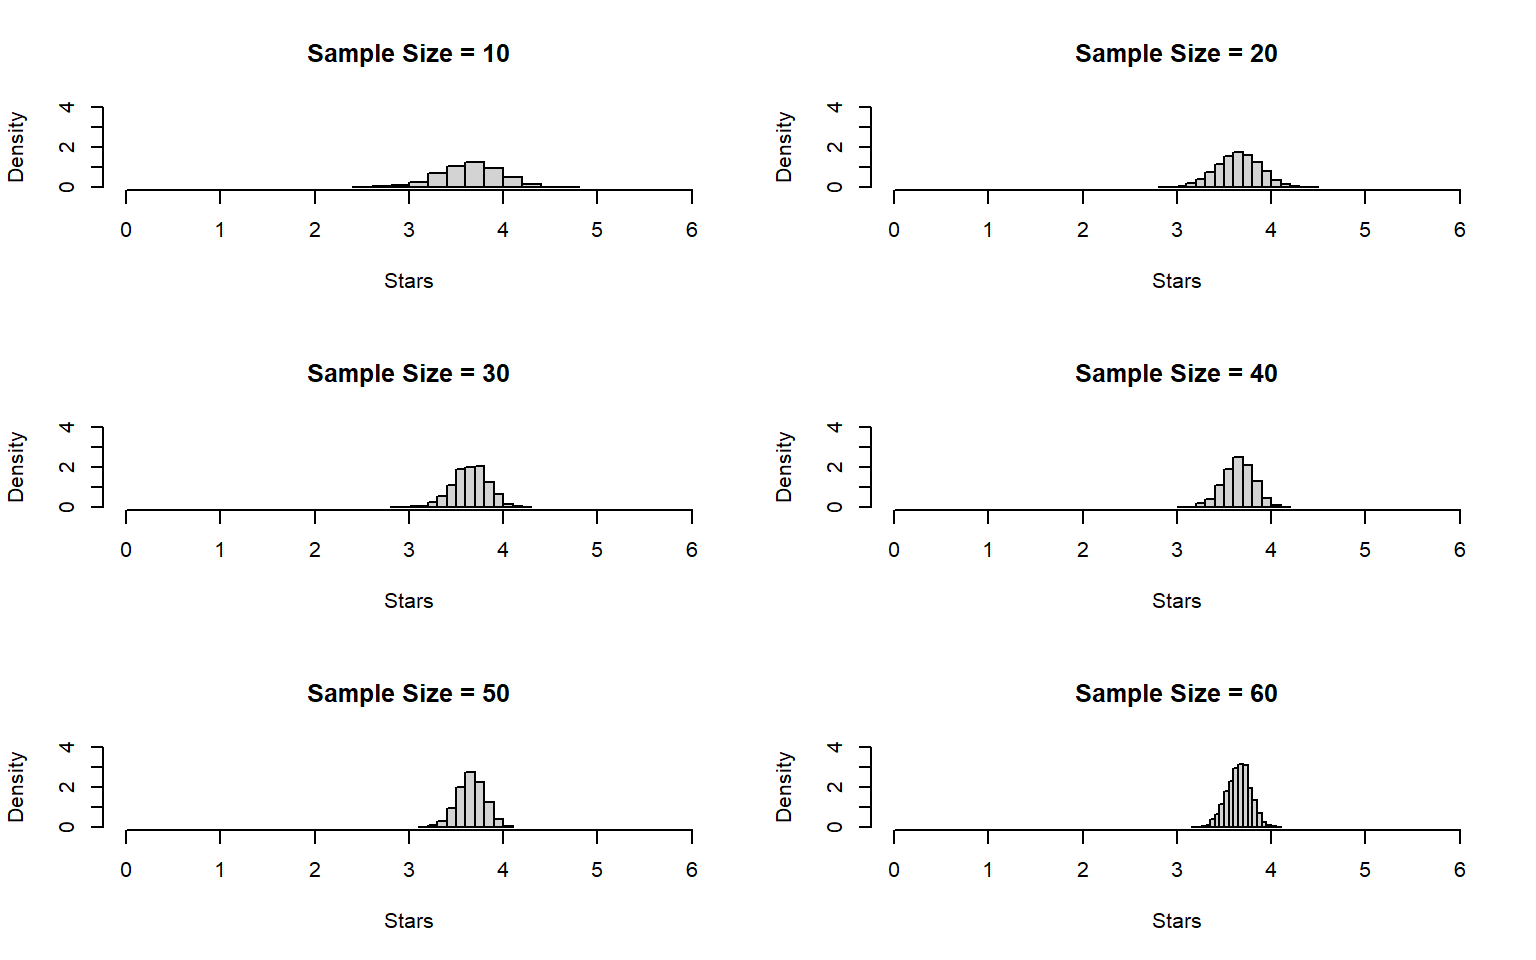 Sample Size = 10
Density
4
2
0
0 1 2 3 4 5 6
Stars
Sample Size = 20
Density
4
2
0
0 1 2 3 4 5 6
Stars
Sample Size = 30
Density
4
2
0
0 1 2 3 4 5 6
Stars
Sample Size = 40
Density
4
2
0
0 1 2 3 4 5 6
Stars
Sample Size = 50
Density
4
2
0
0 1 2 3 4 5 6
Stars
Sample Size = 60
Density
4
2
0
0 1 2 3 4 5 6
Stars